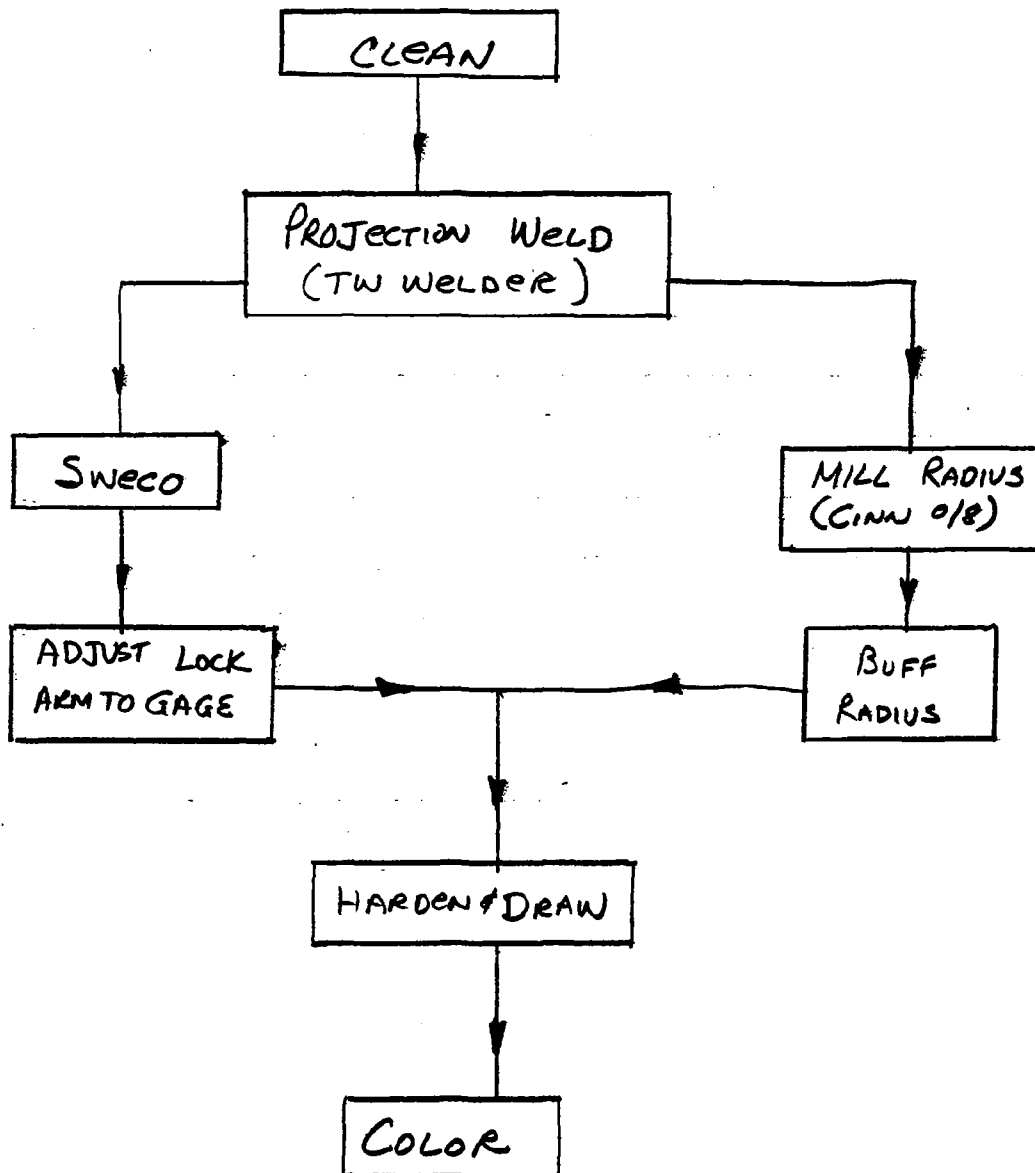 CLEAN
PROJECTION WELD
(TW WELDER)
SWECO
MILL RADIUS
(CINN 0/8)
ADJUST LOCK
ARM TO GAGE
BUFF
RADIUS
HARDEN & DRAW
COLOR